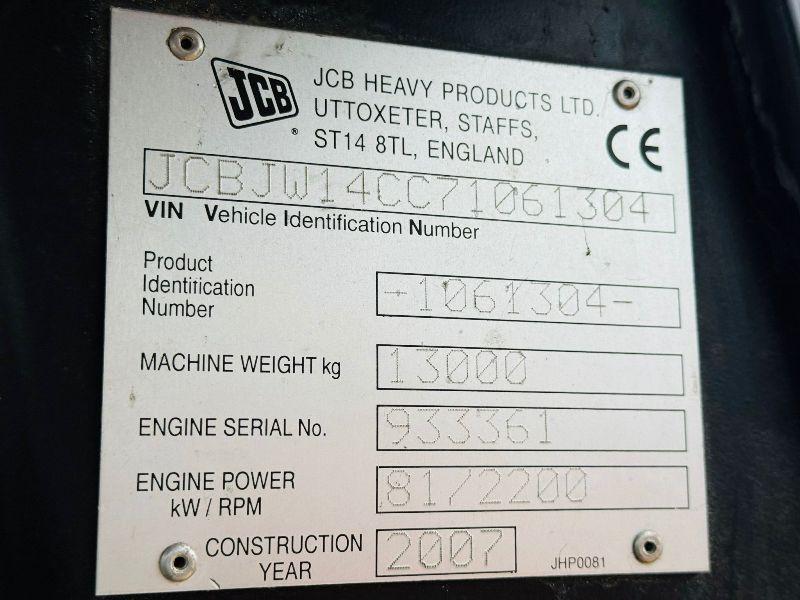 JCB
JCB HEAVY PRODUCTS LTD.
UTTOXETER, STAFFS,
ST14 8TL, ENGLAND
®
CE
JCBJW14CC71061304
VIN Vehicle Identification Number
Product
Identification
Number
-1061304-
MACHINE WEIGHT kg
13000
ENGINE SERIAL No.
933361
ENGINE POWER
kW / RPM
81/2200
CONSTRUCTION
YEAR
2007
JHP0081